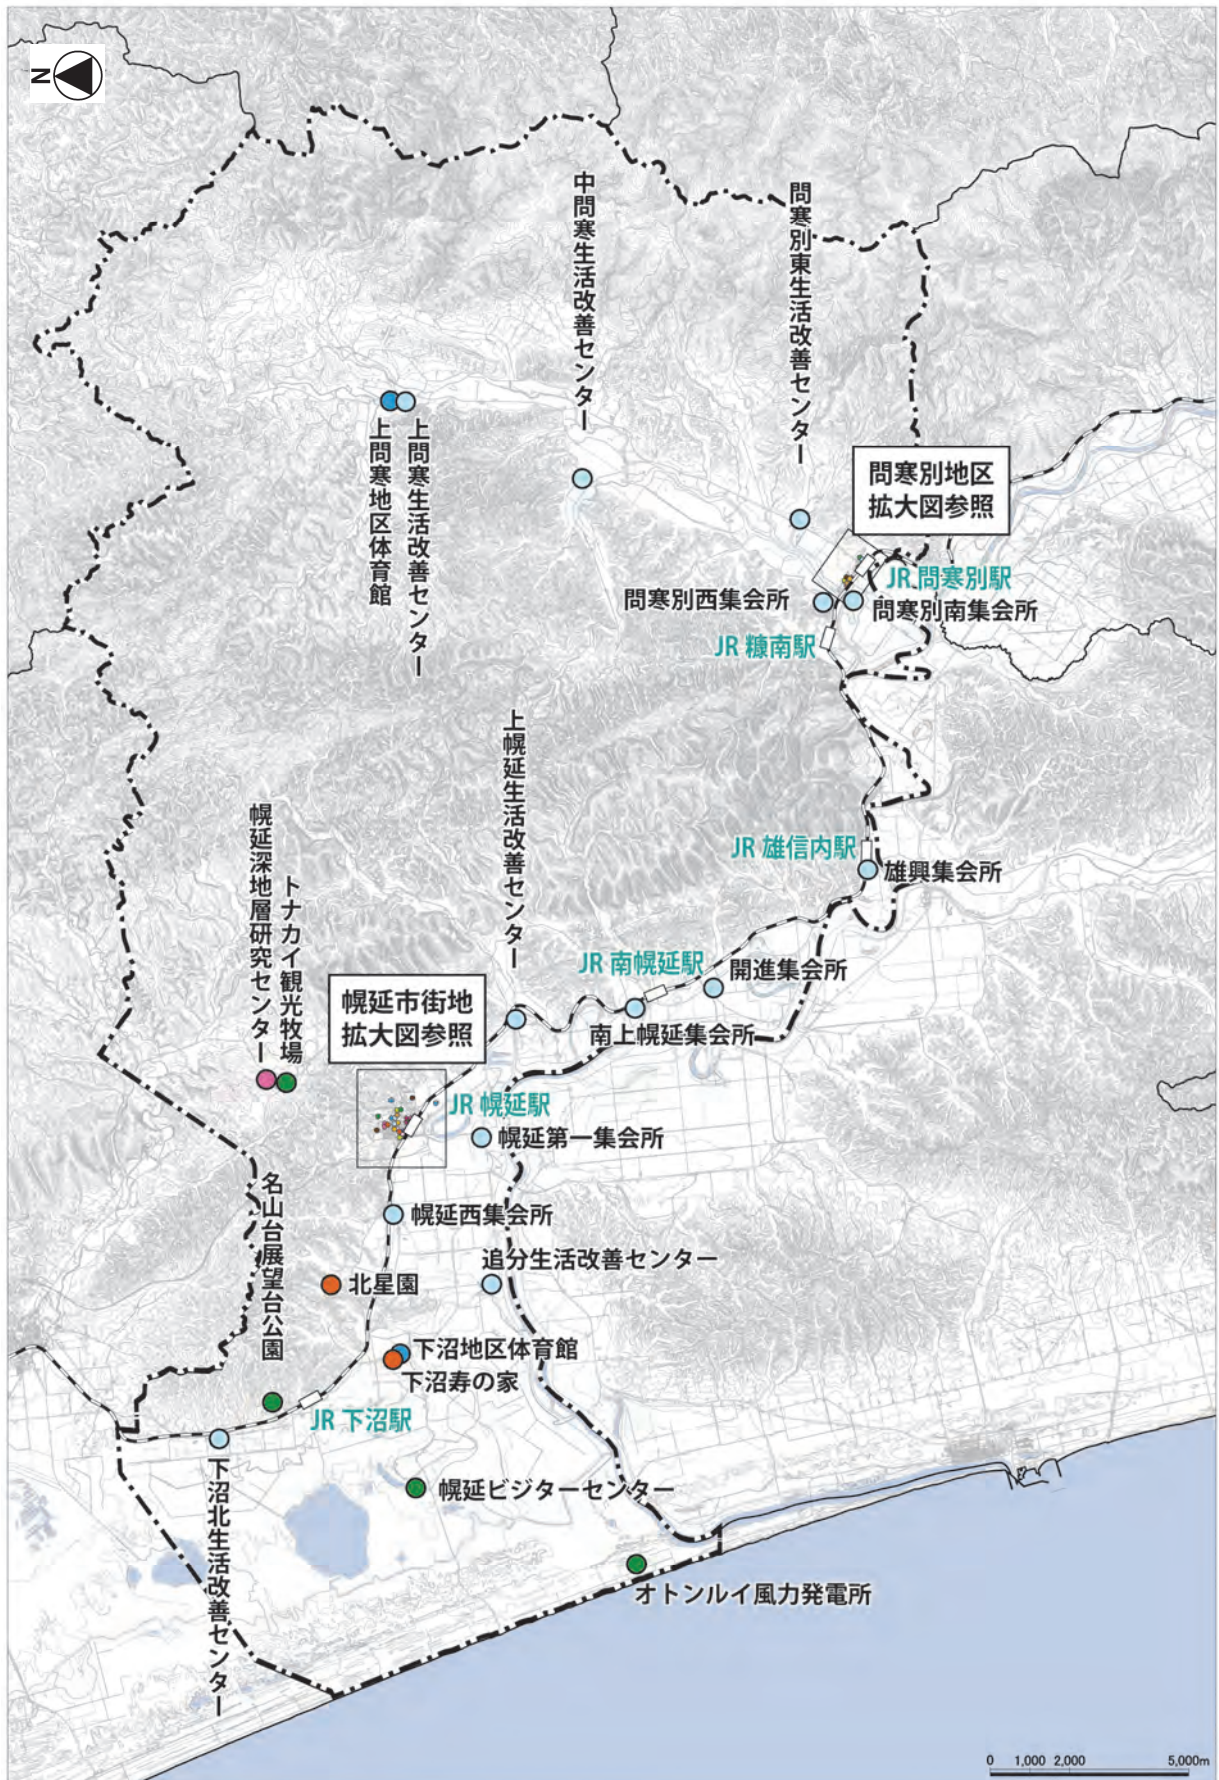 N
中問寒生活改善センター
問寒別東生活改善センター
上問寒地区体育館
上問寒生活改善センター
問寒別地区
拡大図参照
JR 問寒別駅
問寒別西集会所
問寒別南集会所
JR 糠南駅
上幌延生活改善センター
幌延深地層研究センター
トナカイ観光牧場
JR 雄信内駅
雄興集会所
JR 南幌延駅
開進集会所
幌延市街地
拡大図参照
南上幌延集会所
JR 幌延駅
幌延第一集会所
名山台展望台公園
幌延西集会所
追分生活改善センター
北星園
下沼地区体育館
下沼寿の家
JR 下沼駅
下沼北生活改善センター
幌延ビジターセンター
オトンルイ風力発電所
0 1,000 2,000 5,000m